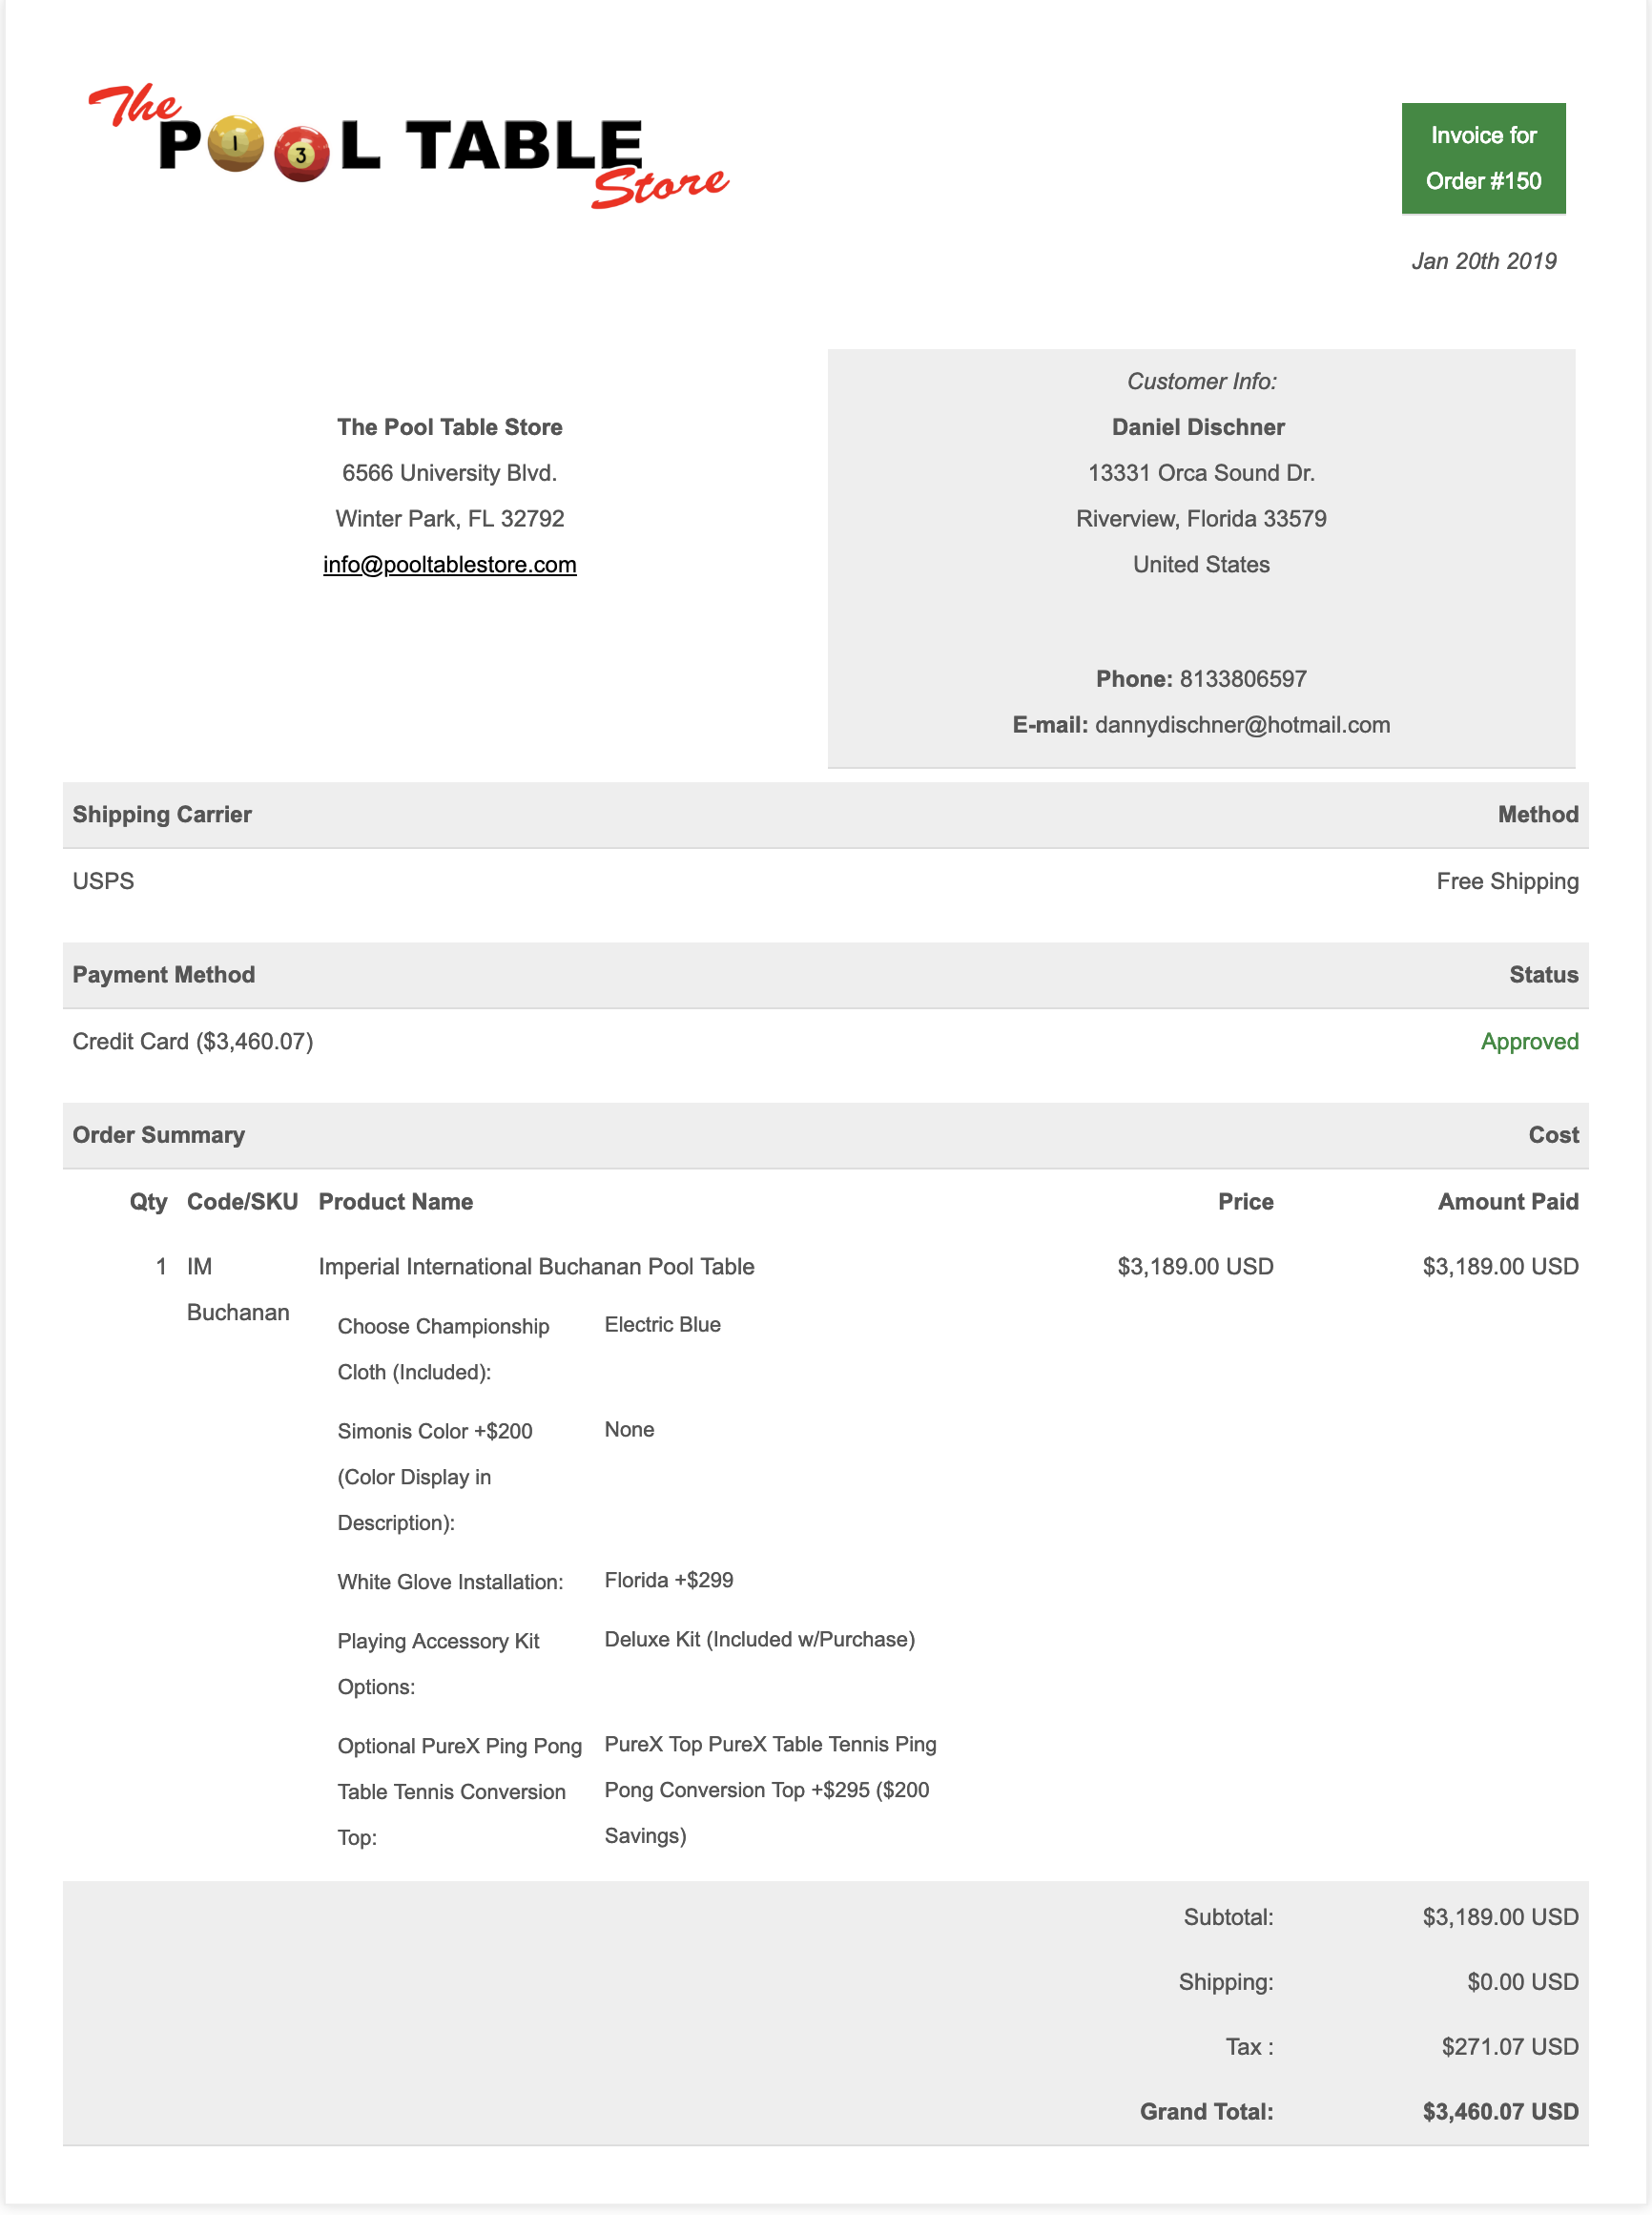 The
POOL TABLE
1
3
Store
Invoice for
Order #150
Jan 20th 2019
The Pool Table Store
6566 University Blvd.
Winter Park, FL 32792
info@pooltablestore.com
Customer Info:
Daniel Dischner
13331 Orca Sound Dr.
Riverview, Florida 33579
United States
Phone: 8133806597
E-mail: dannydischner@hotmail.com
Shipping Carrier Method
USPS Free Shipping
Payment Method Status
Credit Card ($3,460.07) Approved
Order Summary Cost
Qty Code/SKU Product Name Price Amount Paid
1 IM Imperial International Buchanan Pool Table $3,189.00 USD $3,189.00 USD
Buchanan
Choose Championship Electric Blue
Cloth (Included):
Simonis Color +$200 None
(Color Display in
Description):
White Glove Installation: Florida +$299
Playing Accessory Kit Deluxe Kit (Included w/Purchase)
Options:
Optional PureX Ping Pong PureX Top PureX Table Tennis Ping
Table Tennis Conversion Pong Conversion Top +$295 ($200
Top: Savings)
Subtotal: $3,189.00 USD
Shipping: $0.00 USD
Tax : $271.07 USD
Grand Total: $3,460.07 USD